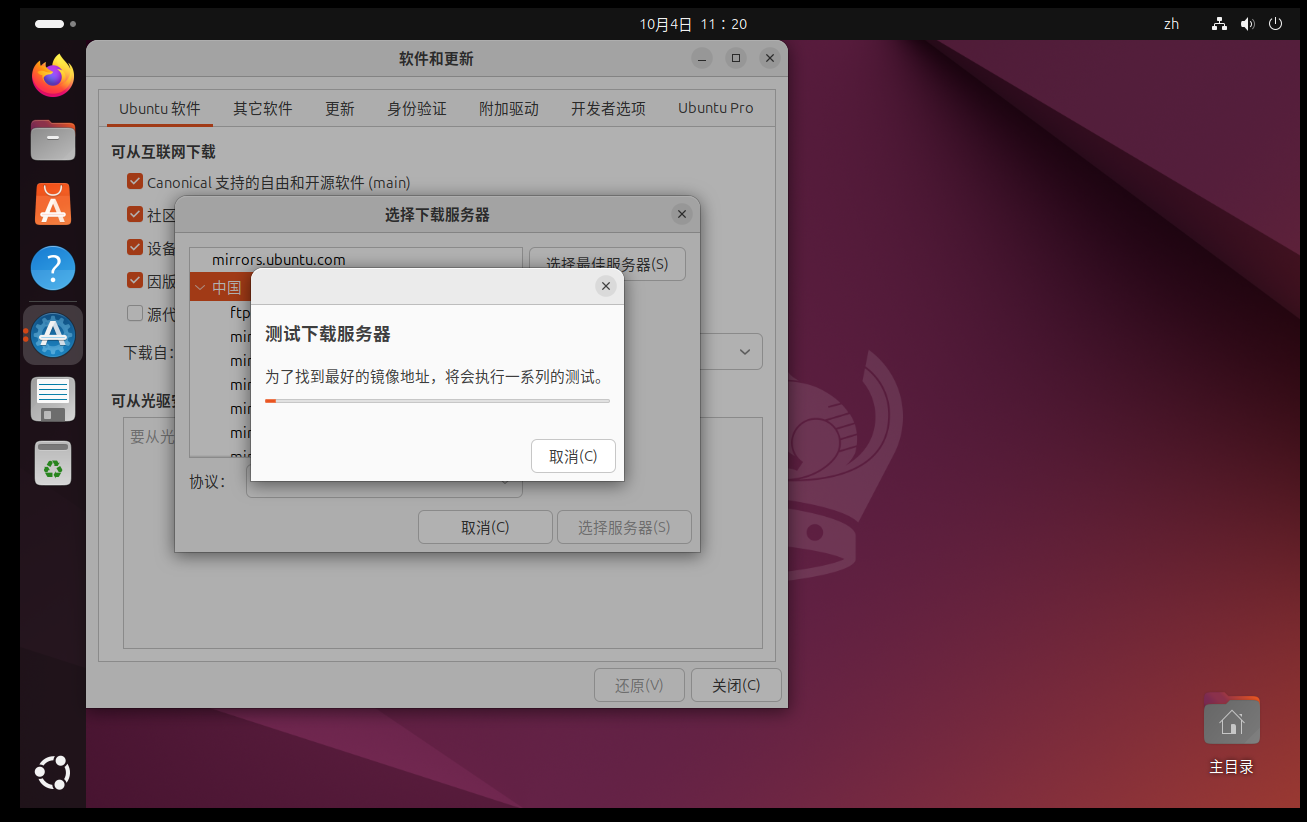 10月4日 11：20
zh
软件和更新
Ubuntu 软件
其它软件
更新
身份验证
附加驱动
开发者选项
Ubuntu Pro
可从互联网下载
Canonical 支持的自由和开源软件 (main)
社区
设备
因版
源代
下载自:
可从光驱安
要从光
选择下载服务器
mirrors.ubuntu.com
选择最佳服务器(S)
中国
ftp
mir
mir
mir
mir
mir
mir
测试下载服务器
为了找到最好的镜像地址，将会执行一系列的测试。
取消(C)
协议：
取消(C)
选择服务器(S)
还原(V)
关闭(C)
主目录